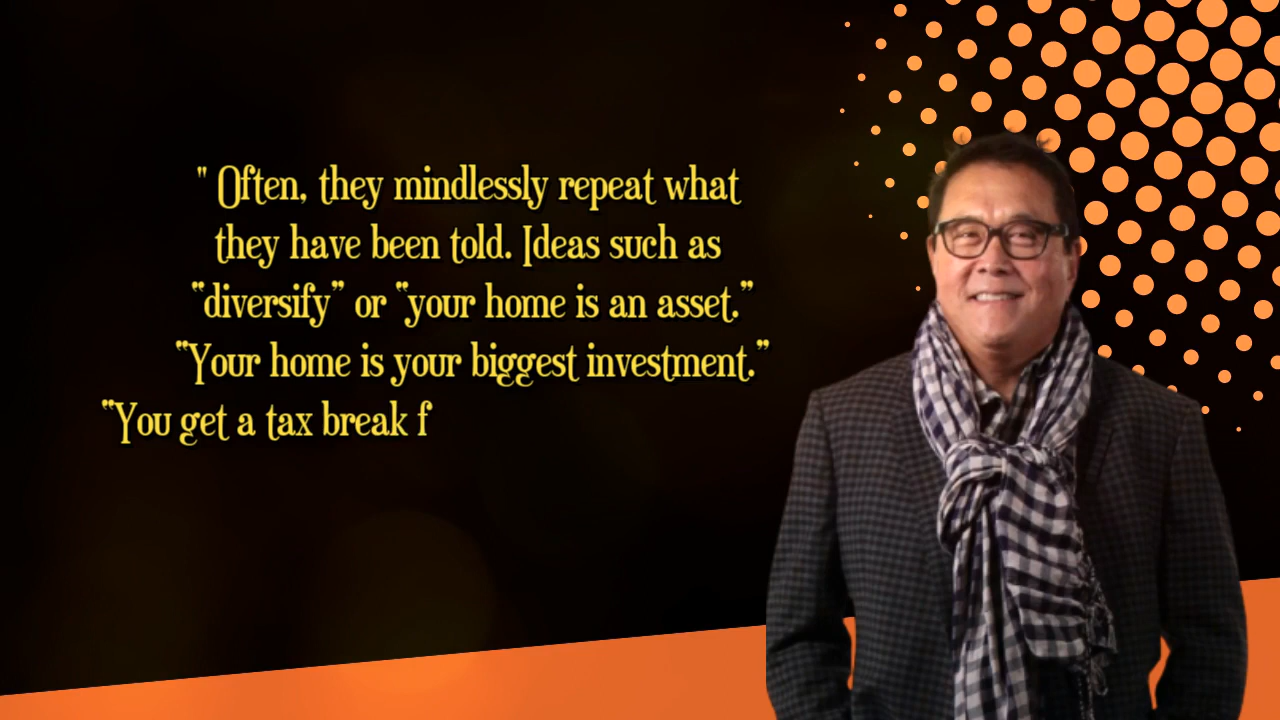 " Often, they mindlessly repeat what
they have been told. Ideas such as
“diversify” or “your home is an asset.”
“Your home is your biggest investment.”
“You get a tax break f